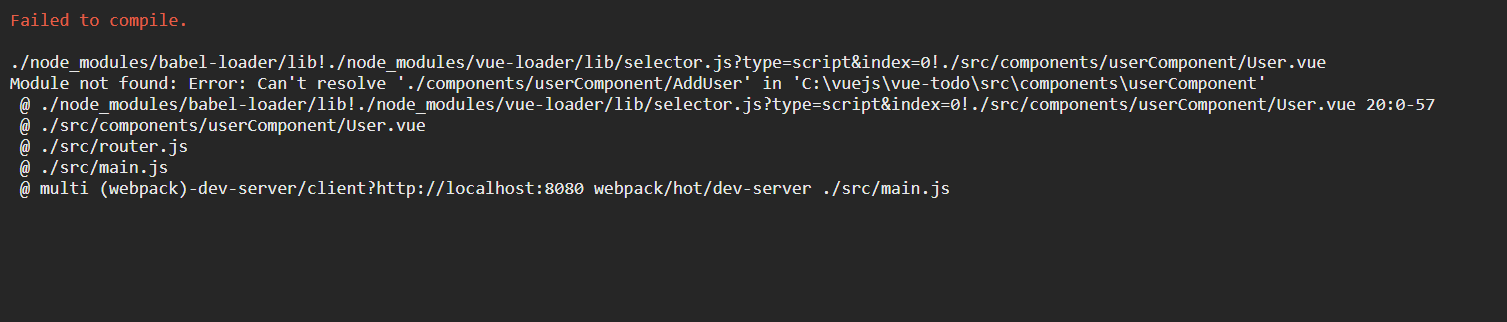 Failed to compile.
./node_modules/babel-loader/lib!./node_modules/vue-loader/lib/selector.js?type=script&index=0!./src/components/userComponent/User.vue
Module not found: Error: Can't resolve './components/userComponent/AddUser' in 'C:\vuejs\vue-todo\src\components\userComponent'
@ ./node_modules/babel-loader/lib!./node_modules/vue-loader/lib/selector.js?type=script&index=0!./src/components/userComponent/User.vue 20:0-57
@ ./src/components/userComponent/User.vue
@ ./src/router.js
@ ./src/main.js
@ multi (webpack)-dev-server/client?http://localhost:8080 webpack/hot/dev-server ./src/main.js